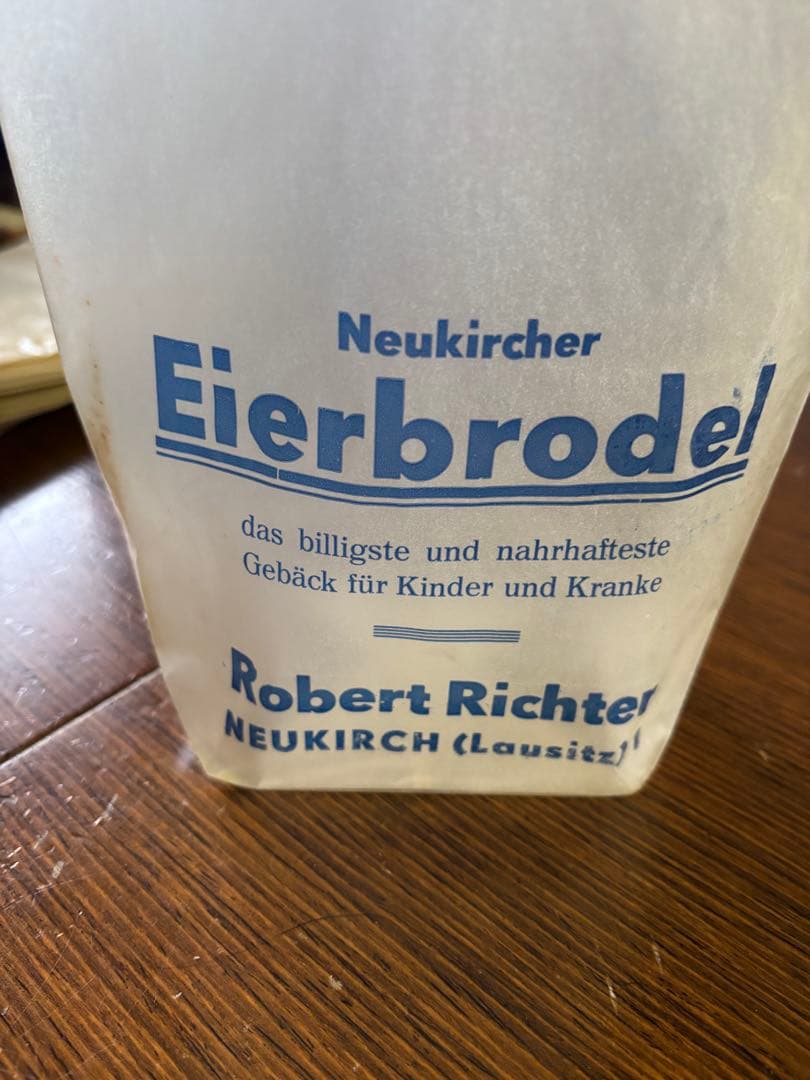 Neukircher
Eierbrodel
das billigste und nahrhafteste
Gebäck für Kinder und Kranke
Robert Richter
NEUKIRCH (Lausitz)